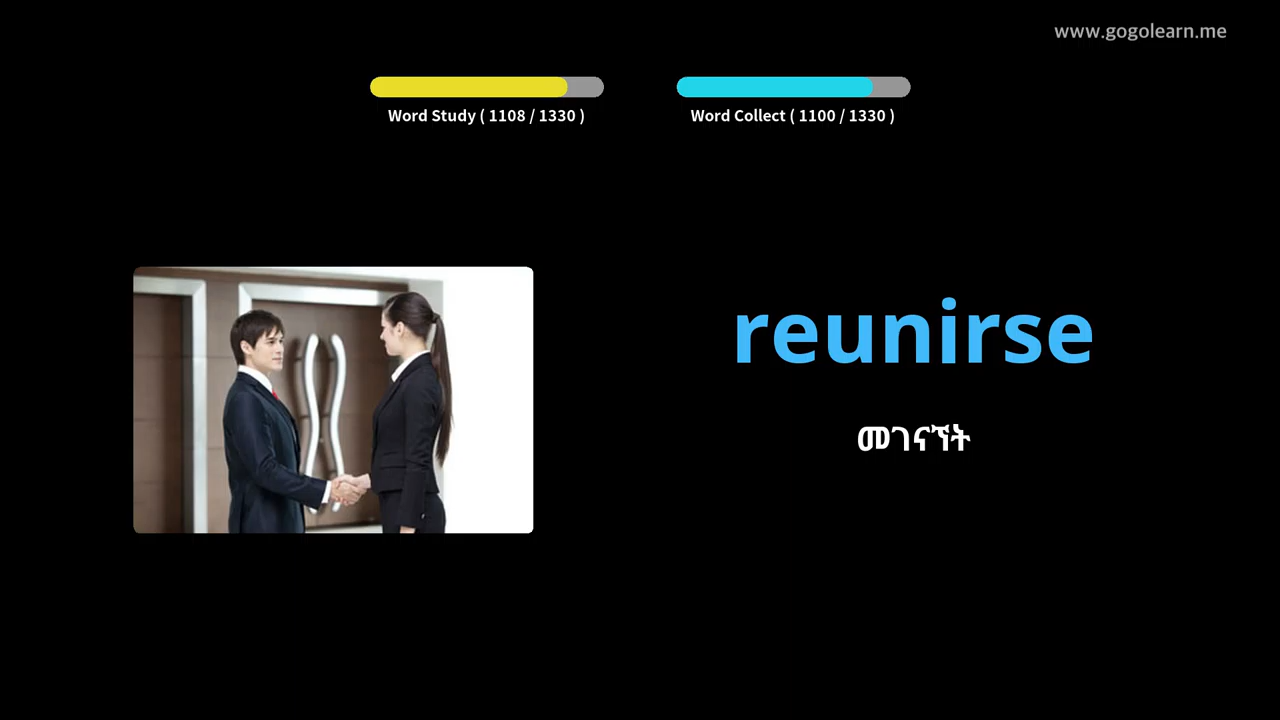 www.gogolearn.me
Word Study ( 1108 / 1330 )
Word Collect ( 1100 / 1330 )
reunirse
መገናኘት